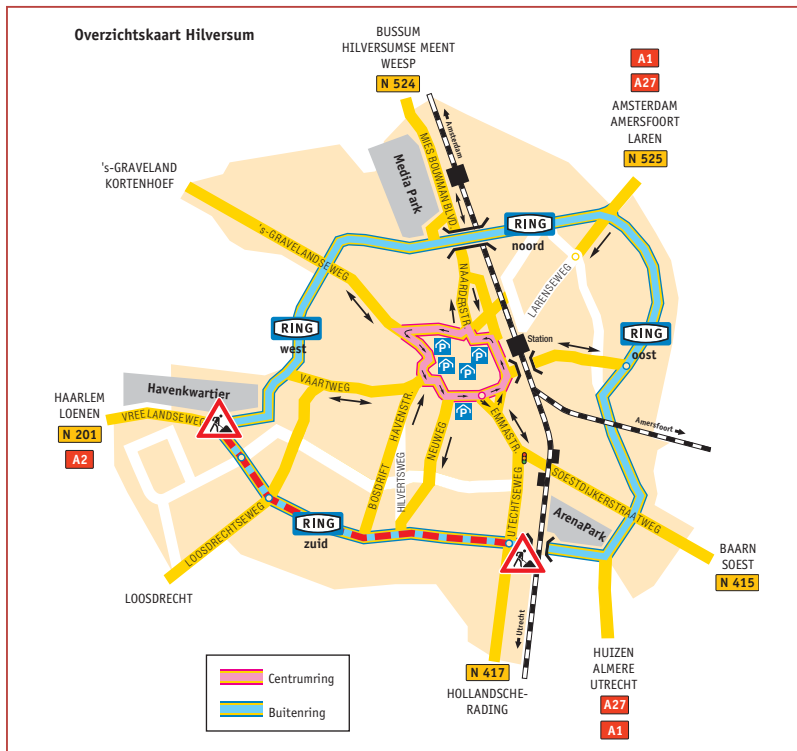 Overzichtskaart Hilversum
BUSSUM
HILVERSUMSE MEENT
WEESP
N 524
A1
A27
AMSTERDAM
AMERSFOORT
LAREN
N 525
's-GRAVELAND
KORTENHOEF
Amsterdam
MIES BOUWMAN BLVD.
Media Park
RING
noord
's-GRAVELANDSEWEG
NAARDERSTR.
LARENSEWEG
RING
west
P
P
P
P
Station
RING
oost
Havenkwartier
VAARTWEG
HAARLEM
LOENEN
N 201
A2
VREELANDSEWEG
HAVENSTR.
P
EMMASTR.
Amersfoort
BOSDRIFT
HILVERTSWEG
NEUWEG
UTECHTSEWEG
SOESTDIJKERSTRAATWEG
LOOSDRECHTSEWEG
RING
zuid
ArenaPark
BAARN
SOEST
N 415
LOOSDRECHT
Utrecht
HUIZEN
ALMERE
UTRECHT
A27
A1
N 417
HOLLANDSCHE-
RADING
Centrumring
Buitenring